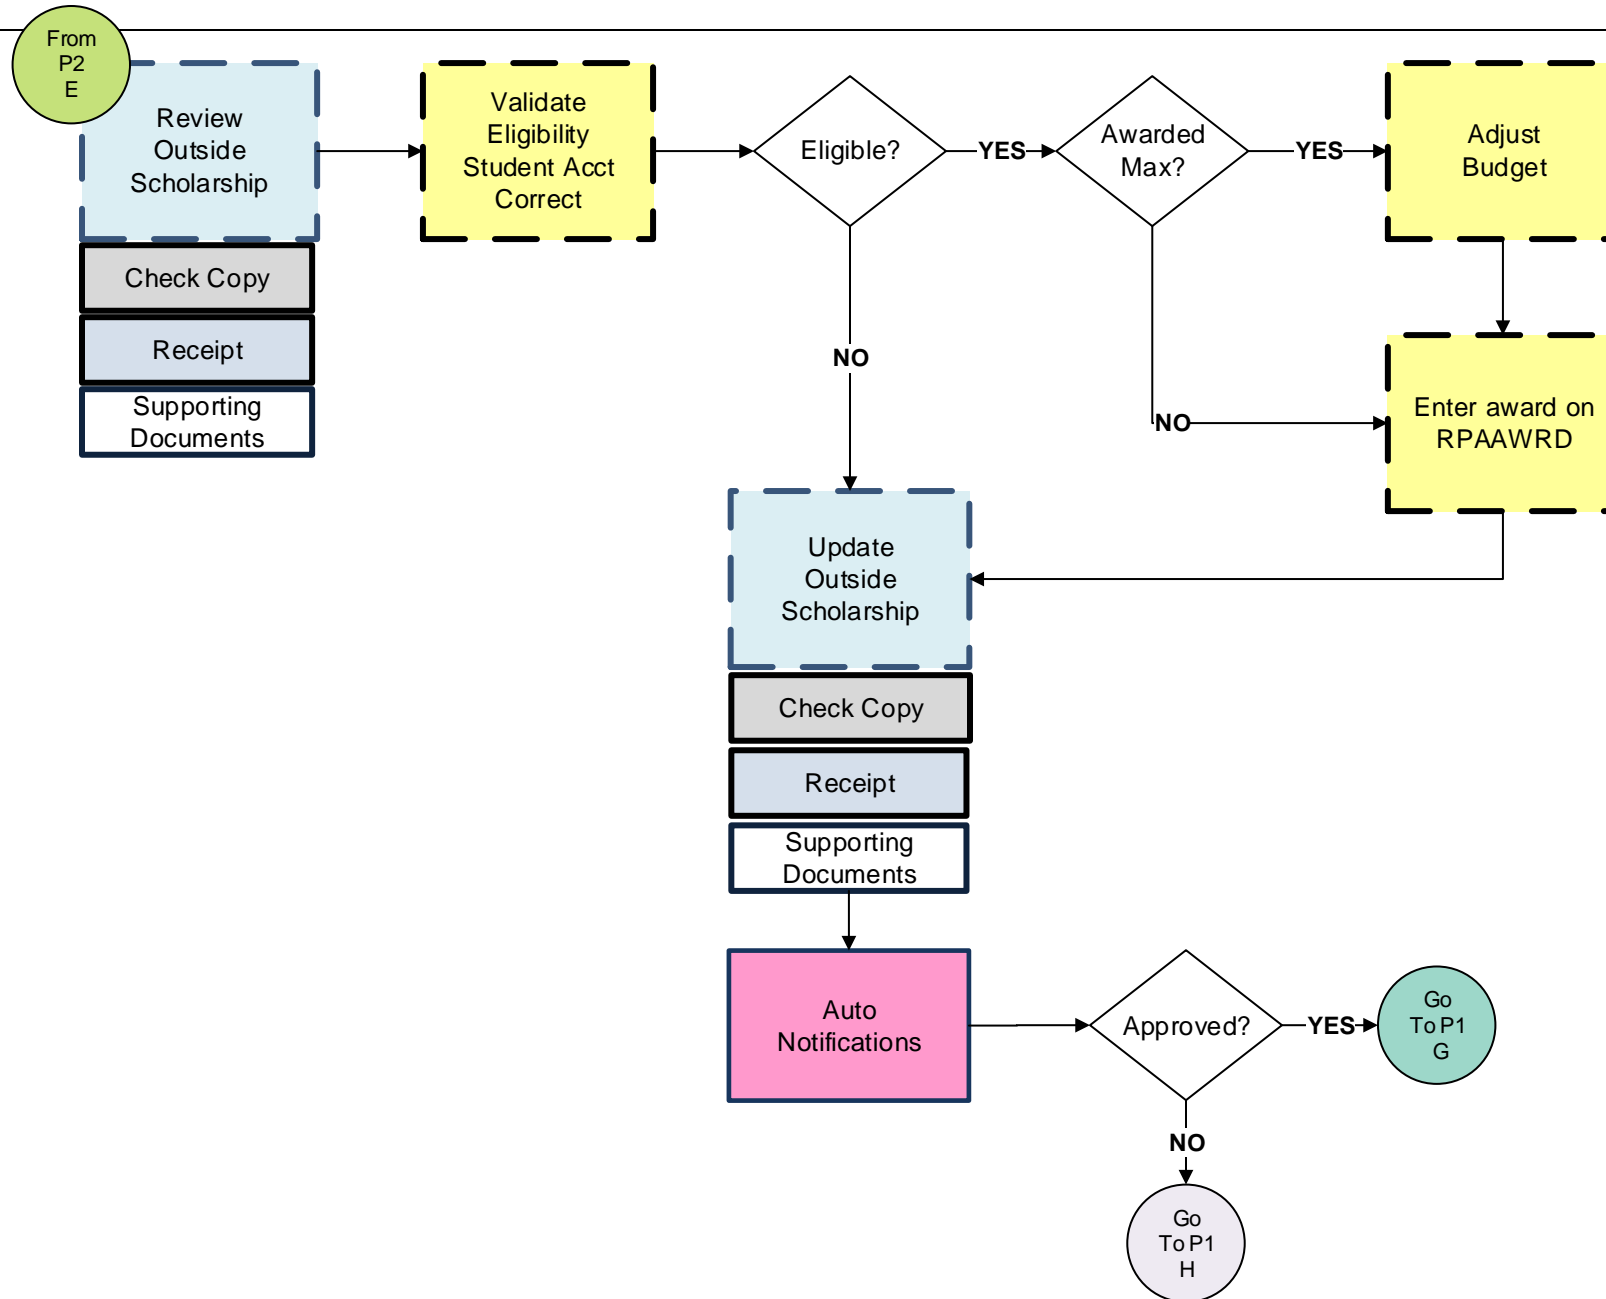 From
P2
E
Review
Outside
Scholarship
Check Copy
Receipt
Supporting
Documents
Validate
Eligibility
Student Acct
Correct
Eligible?
YES
Awarded
Max?
YES
Adjust
Budget
NO
NO
Enter award on
RPAAWRD
Update
Outside
Scholarship
Check Copy
Receipt
Supporting
Documents
Auto
Notifications
Approved?
YES
Go
To P1
G
NO
Go
To P1
H